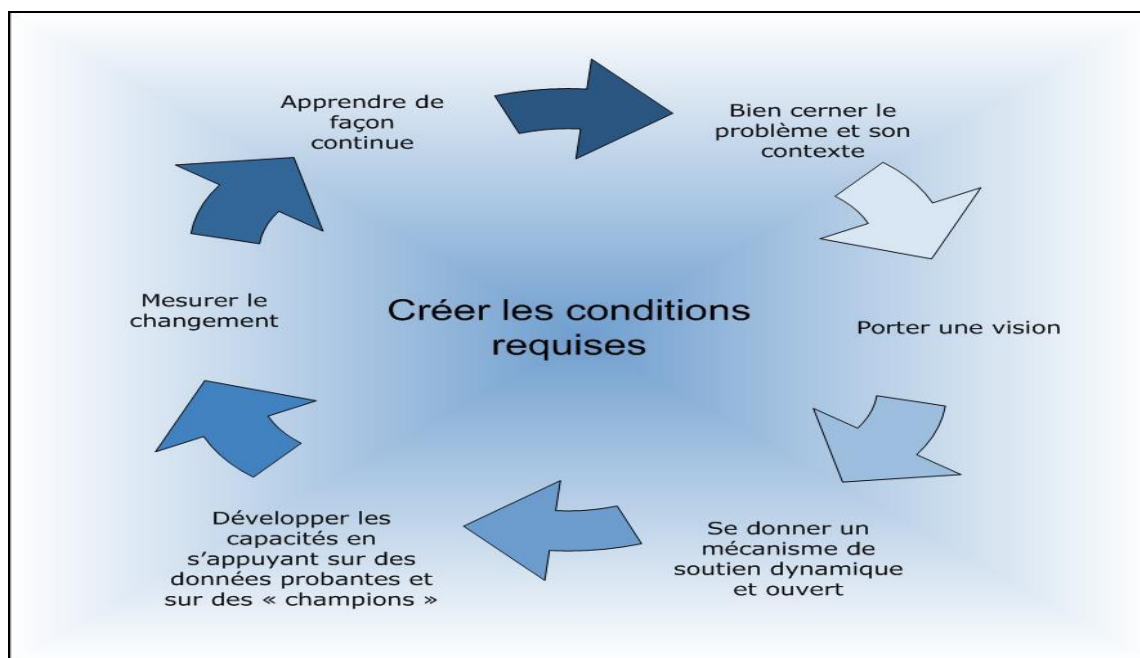 Apprendre de
façon
continue
Bien cerner le
problème et son
contexte
Créer les conditions
requises
Mesurer le
changement
Porter une vision
Développer les
capacités en
s'appuyant sur des
données probantes et
sur des « champions »
Se donner un
mécanisme de
soutien dynamique
et ouvert